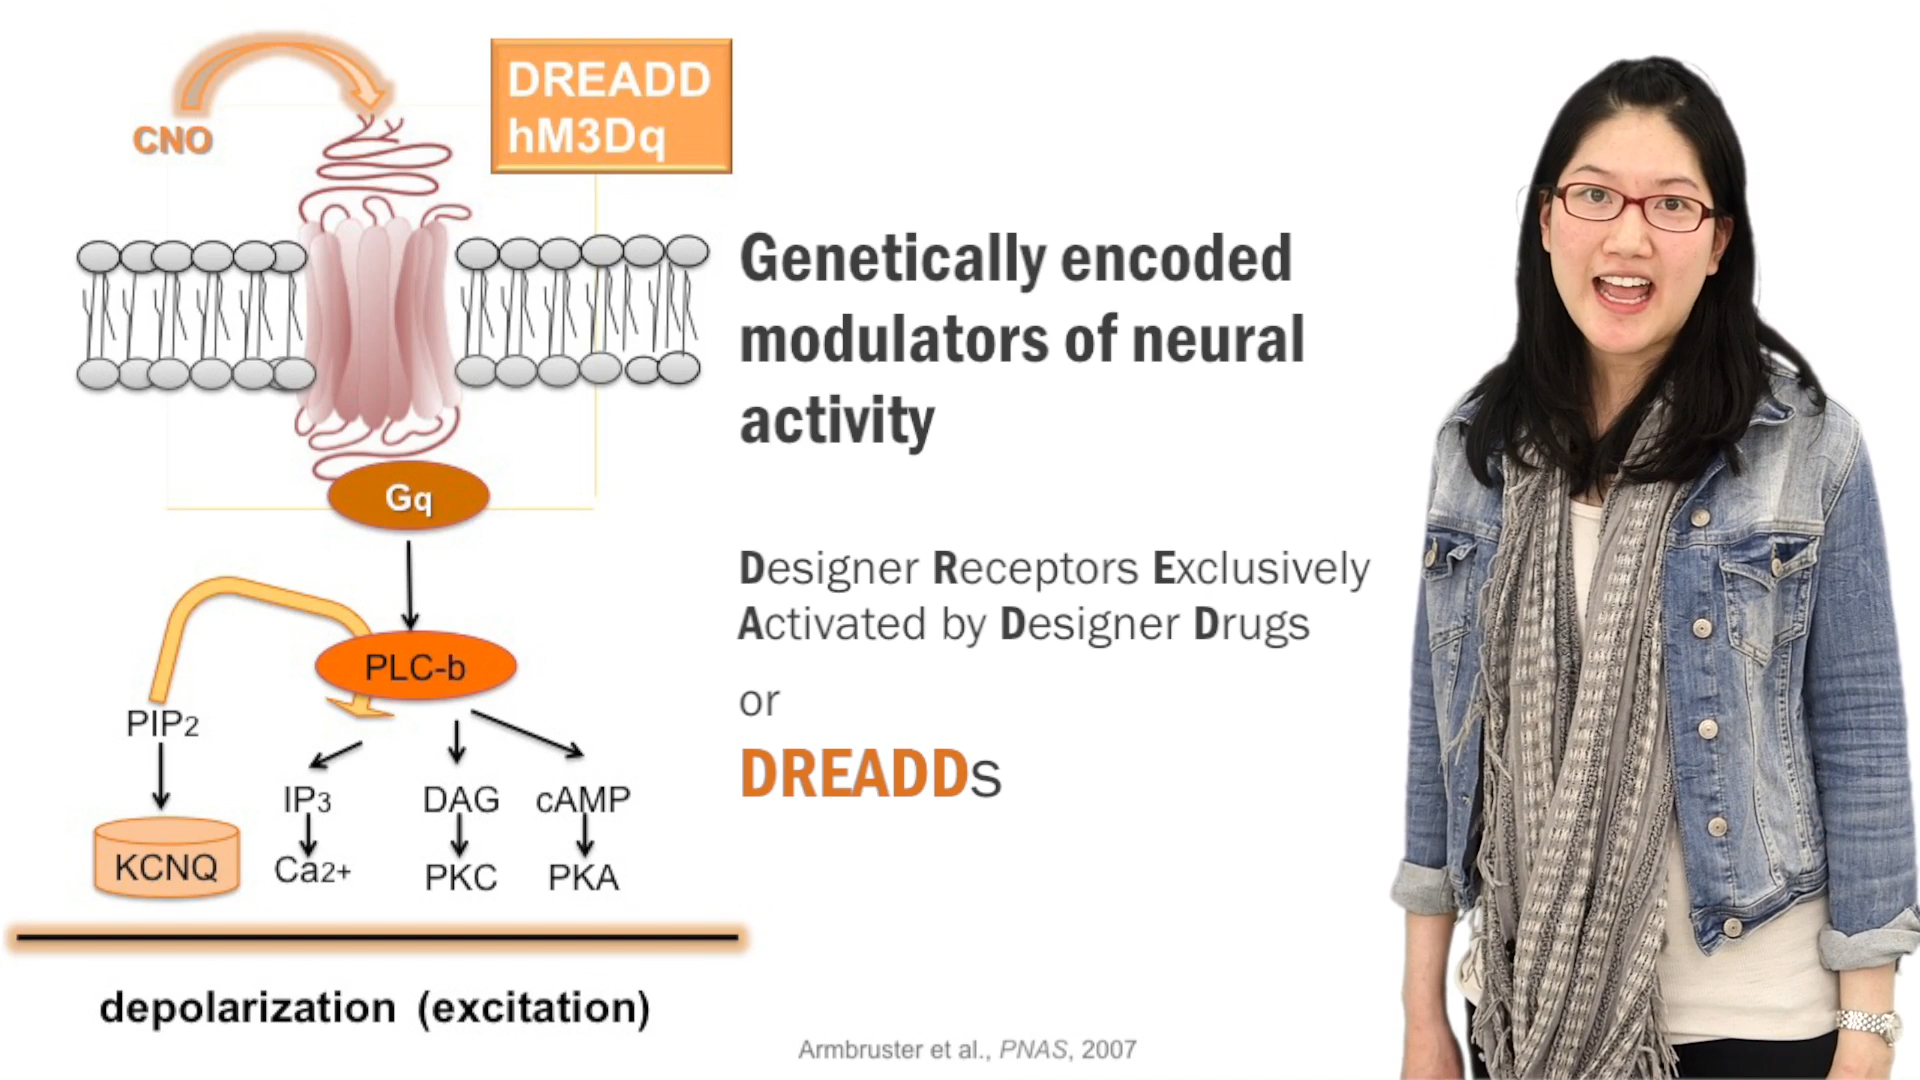 CNO
DREADD
hM3Dq
Genetically encoded
modulators of neural
activity
Gq
Designer Receptors Exclusively
Activated by Designer Drugs
or
DREADDs
PLC-b
PIP2
IP3
DAG
cAMP
KCNQ
Ca2+
PKC
PKA
depolarization (excitation)
Armbruster et al., PNAS, 2007